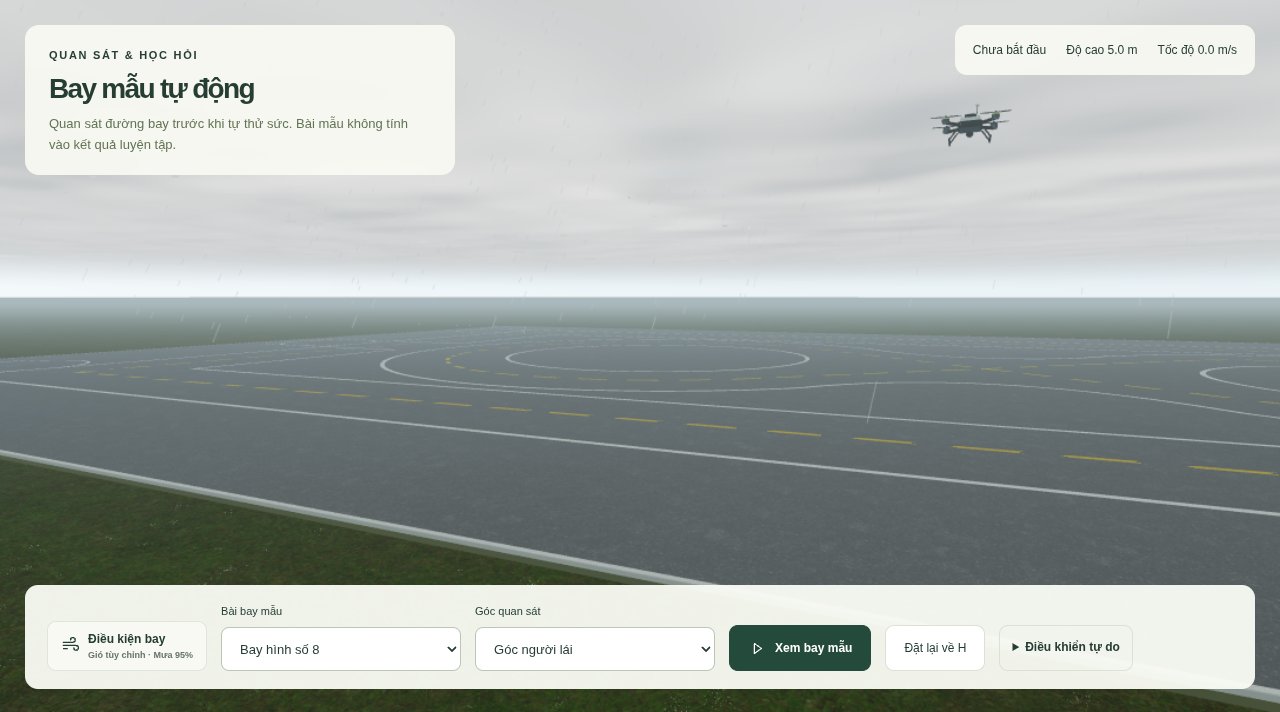 QUAN SÁT & HỌC HỎI
Bay mẫu tự động
Quan sát đường bay trước khi tự thử sức. Bài mẫu không tính
vào kết quả luyện tập.
Chưa bắt đầu Độ cao 5.0 m Tốc độ 0.0 m/s
Bài bay mẫu Góc quan sát
Điều kiện bay
Gió tùy chỉnh · Mưa 95%
Bay hình số 8 Góc người lái Xem bay mẫu Đặt lại về H Điều khiển tự do